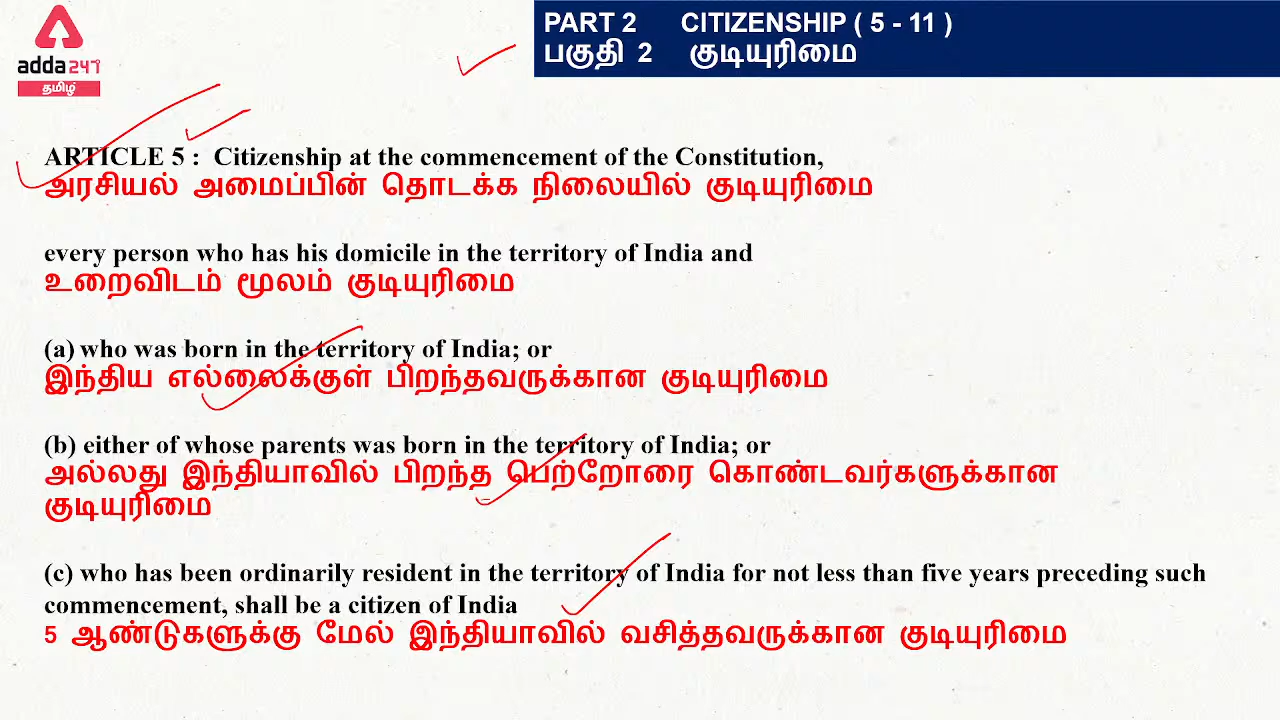 adda247
தமிழ்
PART 2 CITIZENSHIP ( 5 - 11 )
பகுதி 2 குடியுரிமை
ARTICLE 5 : Citizenship at the commencement of the Constitution,
அரசியல் அமைப்பின் தொடக்க நிலையில் குடியுரிமை
every person who has his domicile in the territory of India and
உறைவிடம் மூலம் குடியுரிமை
(a) who was born in the territory of India; or
இந்திய எல்லைக்குள் பிறந்தவருக்கான குடியுரிமை
(b) either of whose parents was born in the territory of India; or
அல்லது இந்தியாவில் பிறந்த பெற்றோரை கொண்டவர்களுக்கான
குடியுரிமை
(c) who has been ordinarily resident in the territory of India for not less than five years preceding such
commencement, shall be a citizen of India
5 ஆண்டுகளுக்கு மேல் இந்தியாவில் வசித்தவருக்கான குடியுரிமை